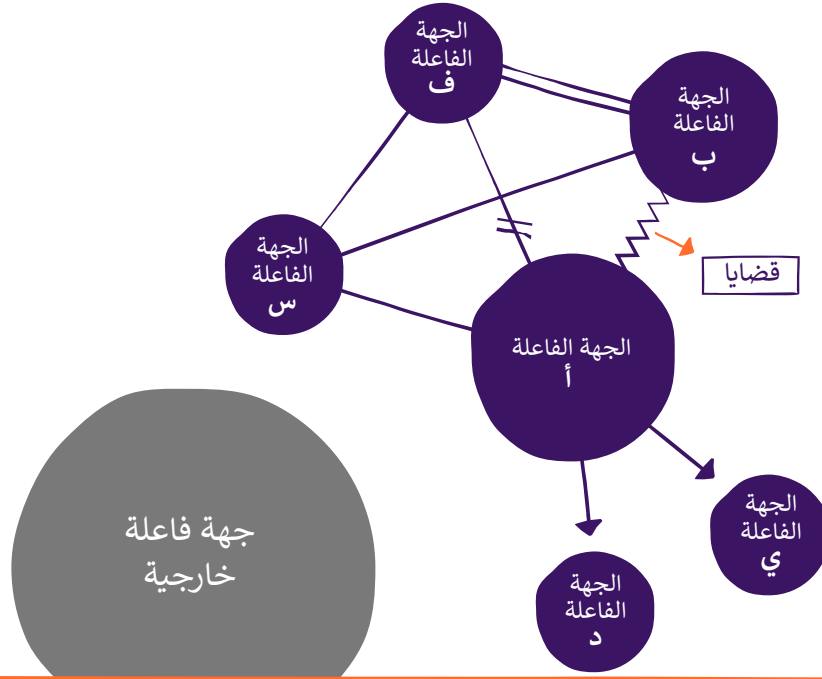 الجهة
الفاعلة
ف
الجهة
الفاعلة
ب
الجهة
الفاعلة
س
قضايا
الجهة الفاعلة
أ
الجهة
الفاعلة
ي
جهة فاعلة
خارجية
الجهة
الفاعلة
د